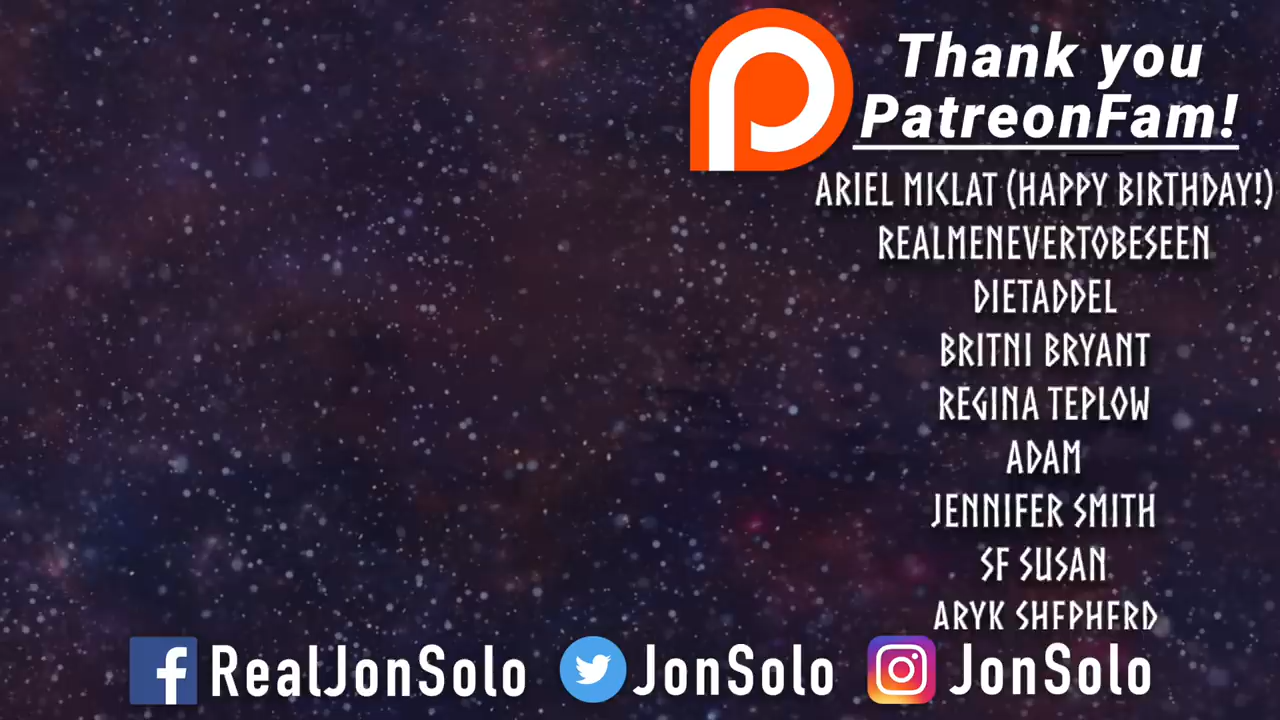 Thank you
PatreonFam!
ARIEL MICLAT (HAPPY BIRTHDAY!)
REALMENEVERTOBESEEN
DIETADDEL
BRITNI BRYANT
REGINA TEPLOW
ADAM
JENNIFER SMITH
SF SUSAN
ARYK SHEPHERD
RealJonSolo JonSolo JonSolo